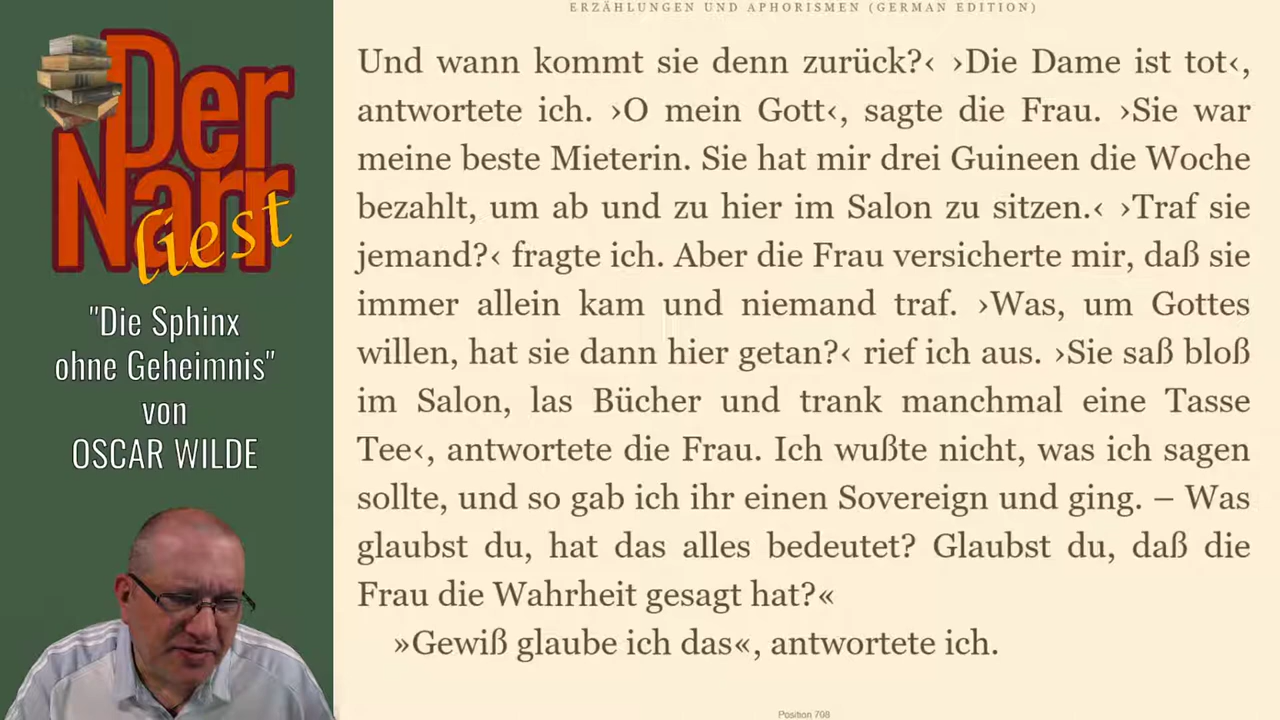 Der
Narr
liest
"Die Sphinx
ohne Geheimnis"
von
OSCAR WILDE
ERZÄHLUNGEN UND APHORISMEN (GERMAN EDITION)
Und wann kommt sie denn zurück?‹ ›Die Dame ist tot‹,
antwortete ich. ›O mein Gott‹, sagte die Frau. ›Sie war
meine beste Mieterin. Sie hat mir drei Guineen die Woche
bezahlt, um ab und zu hier im Salon zu sitzen.‹ ›Traf sie
jemand?‹ fragte ich. Aber die Frau versicherte mir, daß sie
immer allein kam und niemand traf. ›Was, um Gottes
willen, hat sie dann hier getan?‹ rief ich aus. ›Sie saß bloß
im Salon, las Bücher und trank manchmal eine Tasse
Tee‹, antwortete die Frau. Ich wußte nicht, was ich sagen
sollte, und so gab ich ihr einen Sovereign und ging. – Was
glaubst du, hat das alles bedeutet? Glaubst du, daß die
Frau die Wahrheit gesagt hat?«
»Gewiß glaube ich das«, antwortete ich.
Position 708